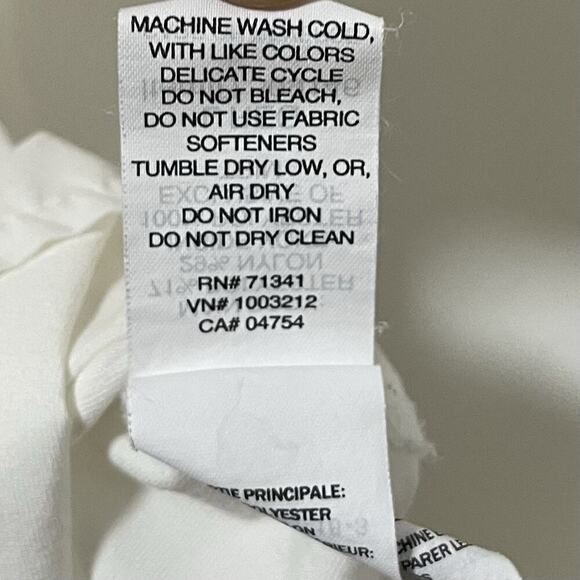 MACHINE WASH COLD,
WITH LIKE COLORS
DELICATE CYCLE
DO NOT BLEACH,
DO NOT USE FABRIC
SOFTENERS
TUMBLE DRY LOW, OR,
AIR DRY
DO NOT IRON
DO NOT DRY CLEAN
RN# 71341
VN# 1003212
CA# 04754
PRINCIPALE: